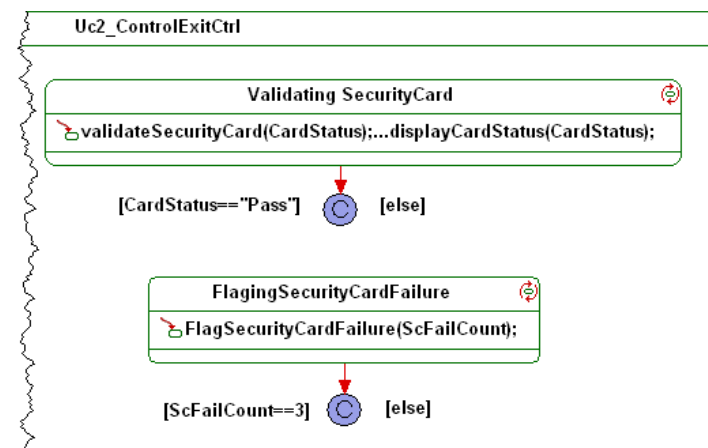 Uc2_ControlExitCtrl
Validating SecurityCard
validateSecurityCard(CardStatus);...displayCardStatus(CardStatus);
[CardStatus=="Pass"] C [else]
FlagingSecurityCardFailure
FlagSecurityCardFailure(ScFailCount);
[ScFailCount==3] C [else]